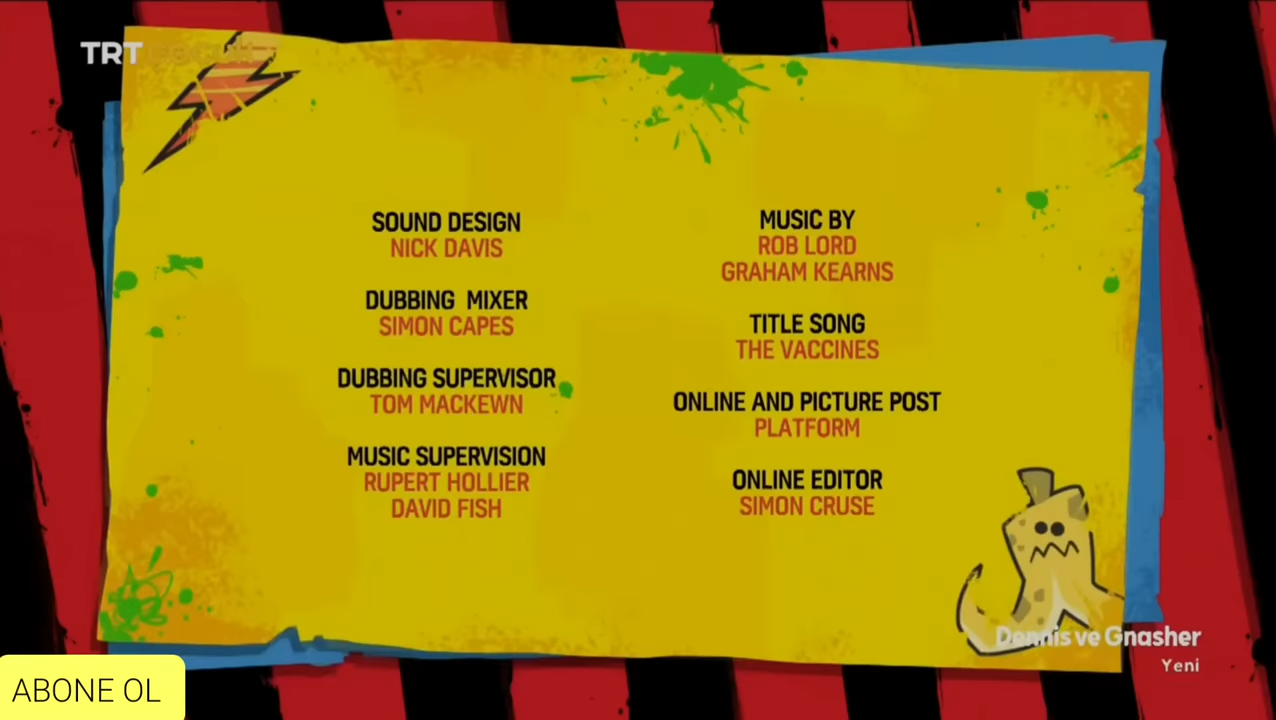 TRT
SOUND DESIGN
NICK DAVIS
DUBBING MIXER
SIMON CAPES
DUBBING SUPERVISOR
TOM MACKEWN
MUSIC SUPERVISION
RUPERT HOLLIER
DAVID FISH
MUSIC BY
ROB LORD
GRAHAM KEARNS
TITLE SONG
THE VACCINES
ONLINE AND PICTURE POST
PLATFORM
ONLINE EDITOR
SIMON CRUSE
Dennis ve Gnasher
Yeni
ABONE OL